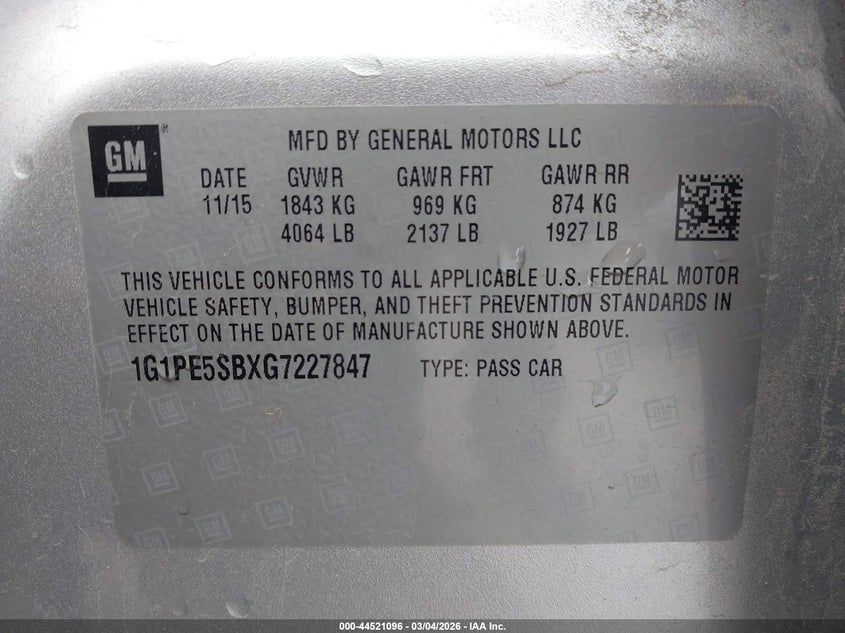 GM®
MFD BY GENERAL MOTORS LLC
DATE GVWR GAWR FRT GAWR RR
11/15 1843 KG 969 KG 874 KG
4064 LB 2137 LB 1927 LB
THIS VEHICLE CONFORMS TO ALL APPLICABLE U.S. FEDERAL MOTOR
VEHICLE SAFETY, BUMPER, AND THEFT PREVENTION STANDARDS IN
EFFECT ON THE DATE OF MANUFACTURE SHOWN ABOVE.
1G1PE5SBXG7227847 TYPE: PASS CAR
000-44521096 - 03/04/2026 - IAA Inc.